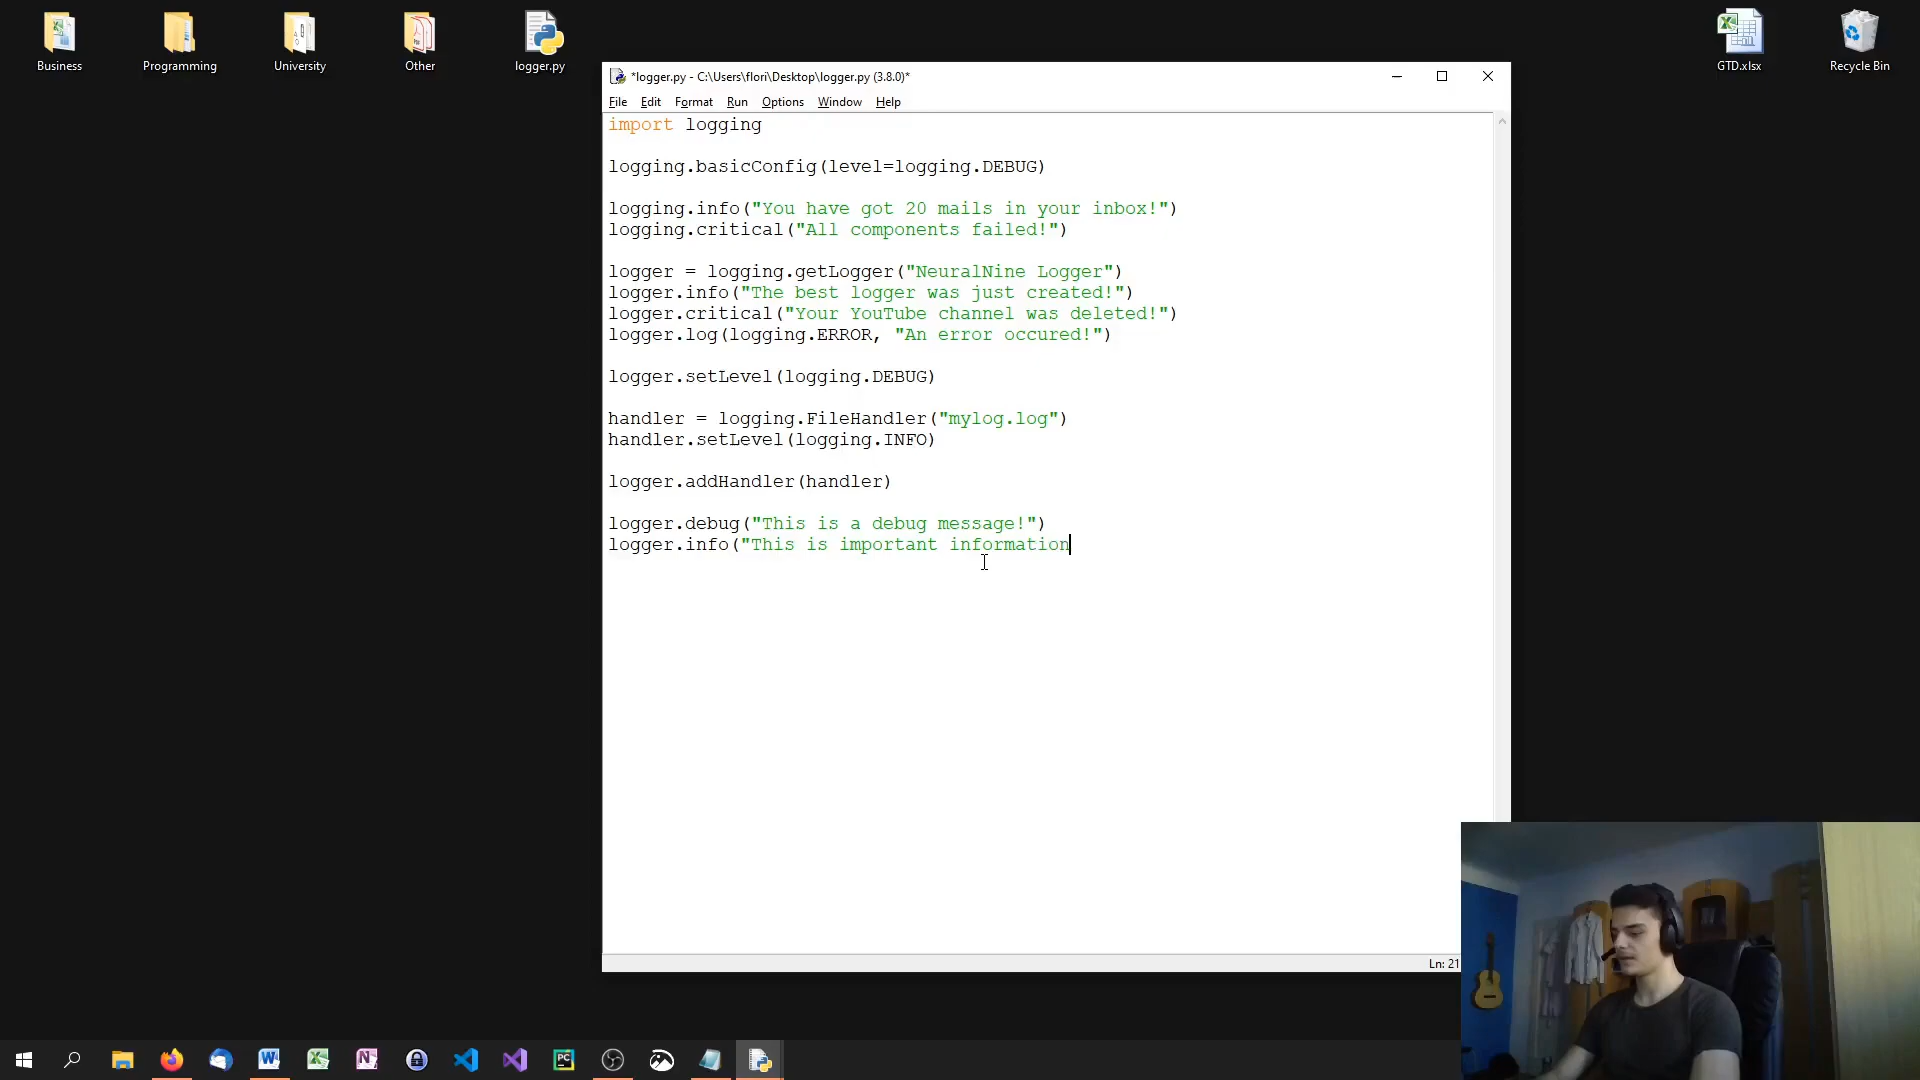 Business
Programming
University
Other
logger.py
GTD.xlsx
Recycle Bin
*logger.py - C:\Users\flori\Desktop\logger.py (3.8.0)*
File Edit Format Run Options Window Help
import logging
logging.basicConfig(level=logging.DEBUG)
logging.info("You have got 20 mails in your inbox!")
logging.critical("All components failed!")
logger = logging.getLogger("NeuralNine Logger")
logger.info("The best logger was just created!")
logger.critical("Your YouTube channel was deleted!")
logger.log(logging.ERROR, "An error occured!")
logger.setLevel(logging.DEBUG)
handler = logging.FileHandler("mylog.log")
handler.setLevel(logging.INFO)
logger.addHandler(handler)
logger.debug("This is a debug message!")
logger.info("This is important information
Ln: 21